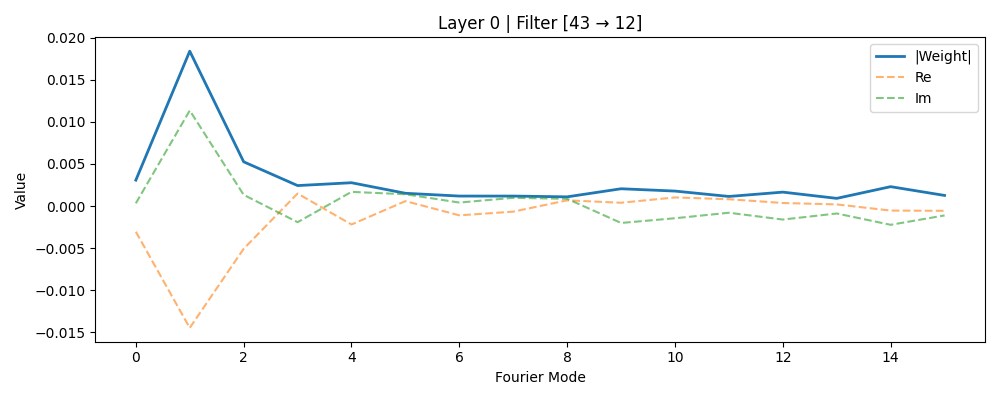 Layer 0 | Filter [43 → 12]
0.020
0.015
0.010
0.005
0.000
−0.005
−0.010
−0.015
Value
|Weight|
Re
Im
0 2 4 6 8 10 12 14
Fourier Mode